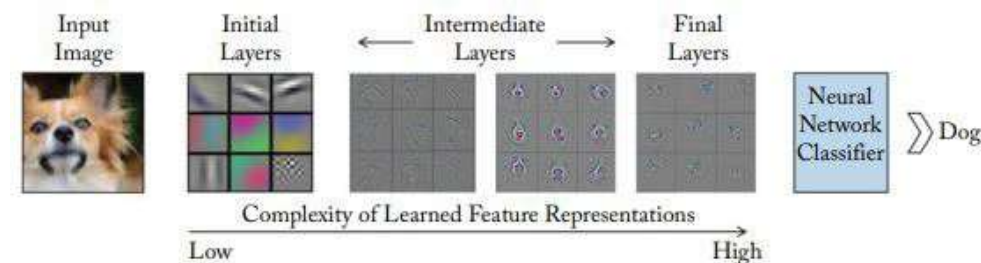 Input
Image
Initial
Layers
Intermediate
Layers
Final
Layers
Neural
Network
Classifier
Dog
Complexity of Learned Feature Representations
Low
High